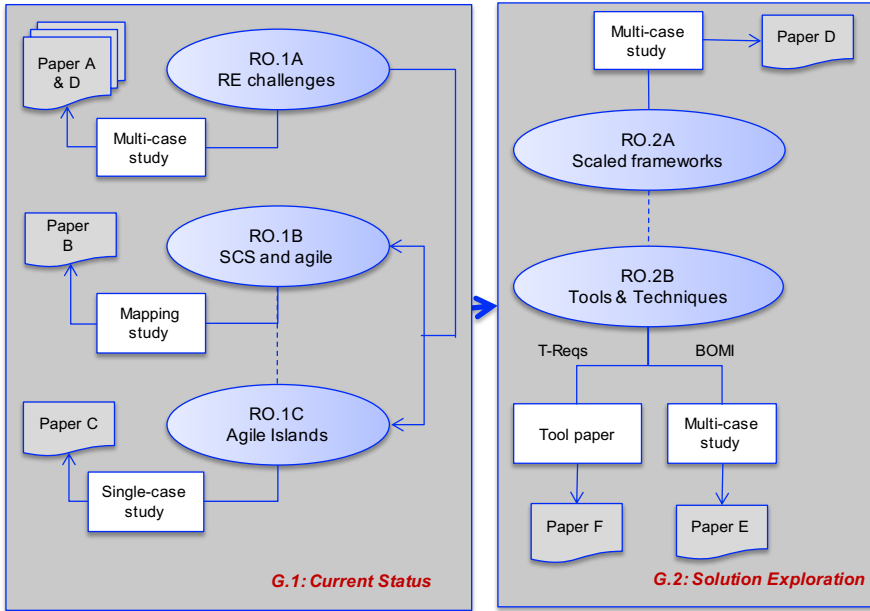 Paper A
& D
RO.1A
RE challenges
Multi-case
study
Paper
B
RO.1B
SCS and agile
Mapping
study
Paper C
RO.1C
Agile Islands
Single-case
study
G.1: Current Status
Multi-case
study
Paper D
RO.2A
Scaled frameworks
RO.2B
Tools & Techniques
T-Reqs
BOMI
Tool paper
Multi-case
study
Paper F
Paper E
G.2: Solution Exploration